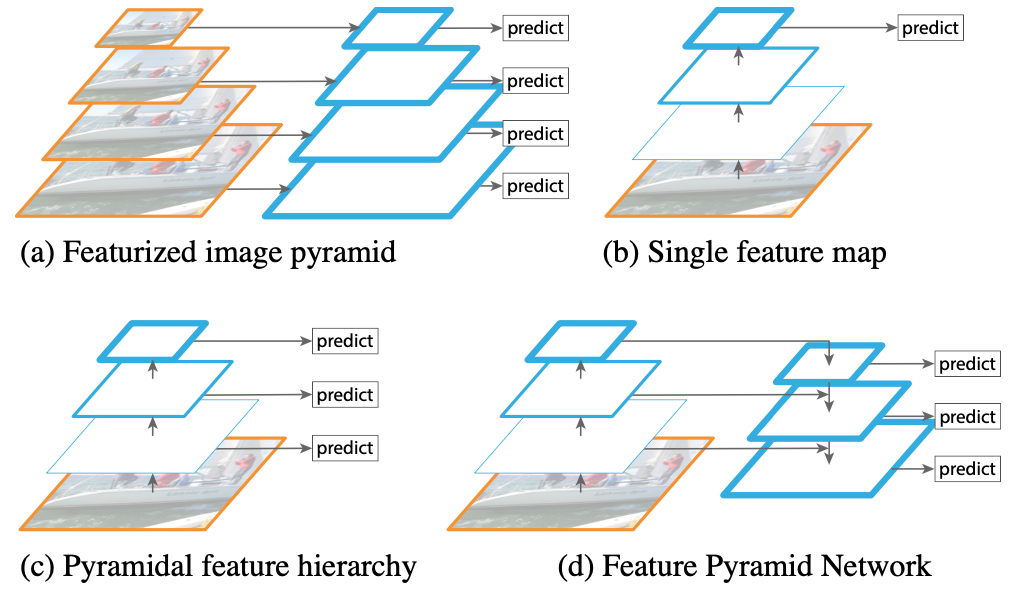 predict
predict
predict
predict
(a) Featurized image pyramid
predict
(b) Single feature map
predict
predict
predict
(c) Pyramidal feature hierarchy
predict
predict
predict
(d) Feature Pyramid Network